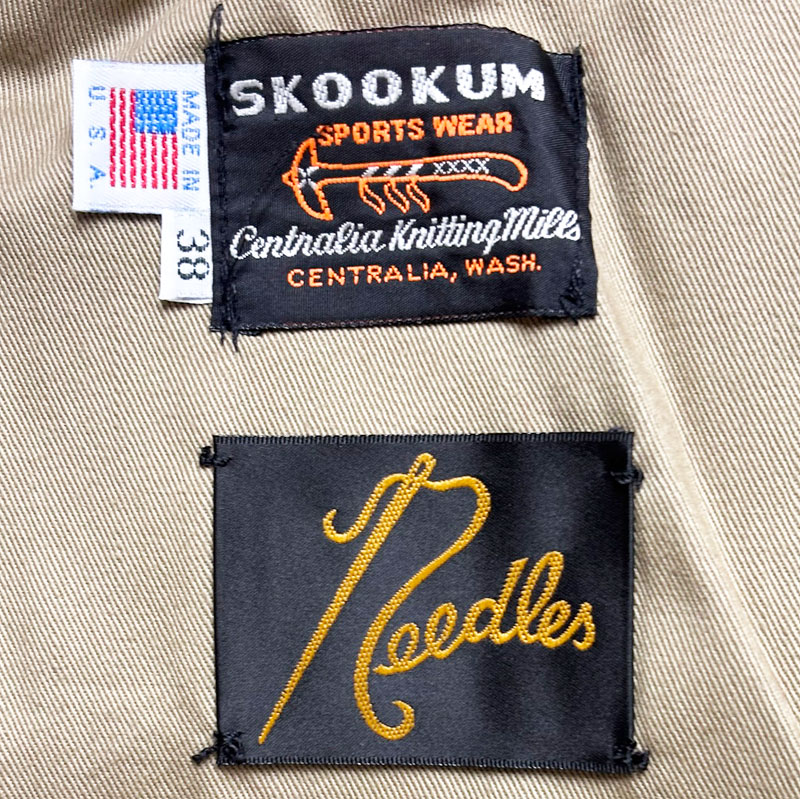 SKOOKUM
SPORTS WEAR
XXXX
Centralia Knitting Mills
CENTRALIA, WASH.
MADE IN
U. S. A.
38
Needles